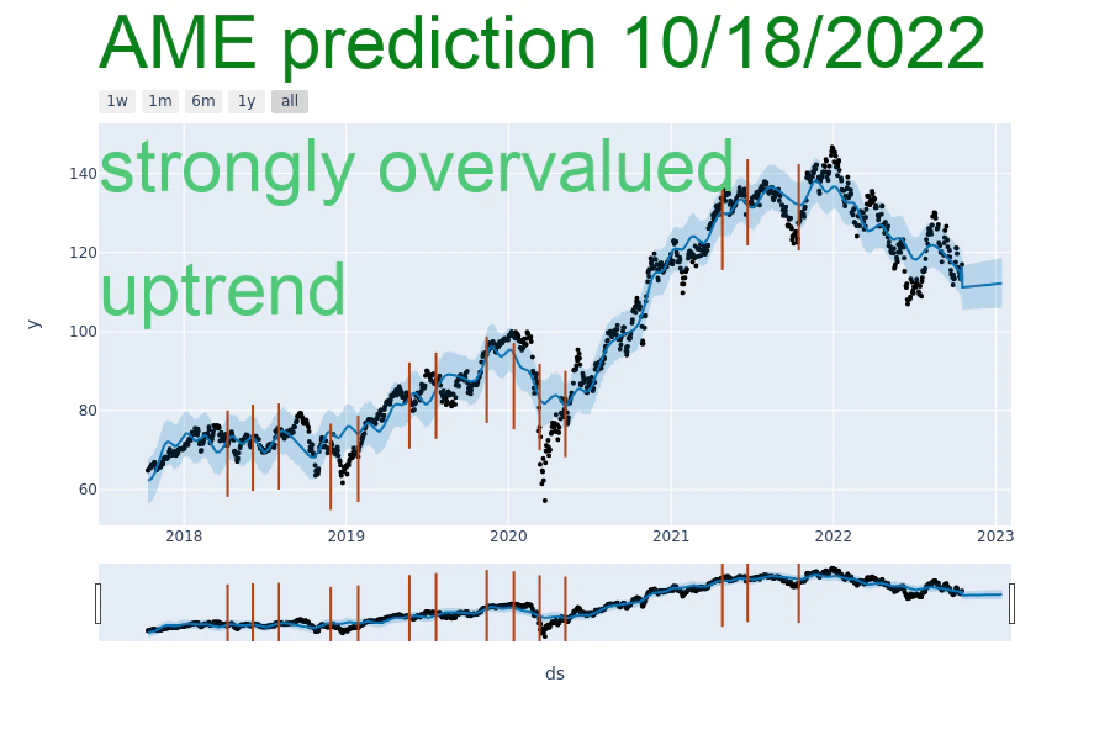 AME prediction 10/18/2022
1w 1m 6m 1y all
strongly overvalued
uptrend
140
120
100
80
60
y
2018 2019 2020 2021 2022 2023
ds